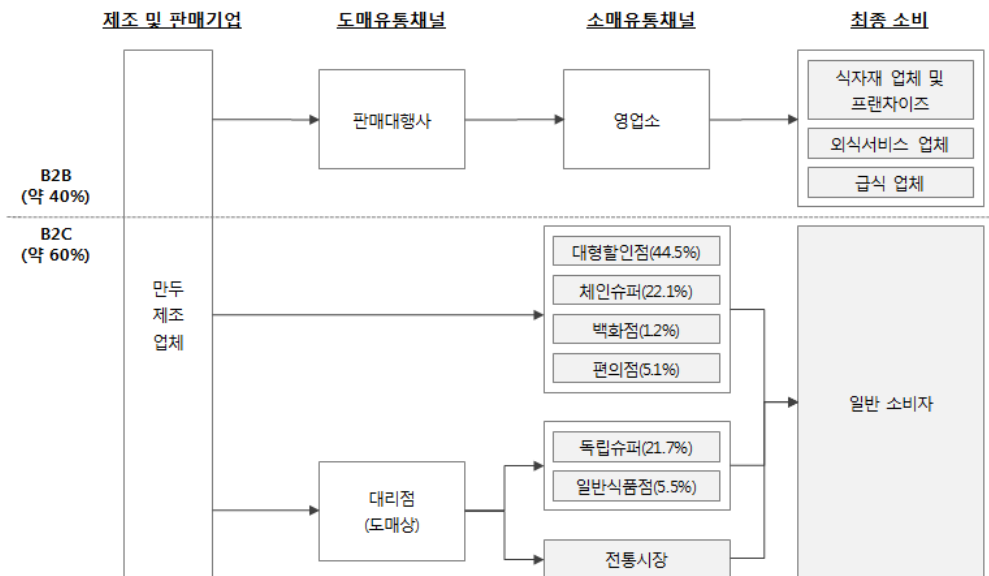 제조 및 판매기업
도매유통채널
소매유통채널
최종 소비
B2B
(약 40%)
판매대행사
영업소
식자재 업체 및
프랜차이즈
외식서비스 업체
급식 업체
B2C
(약 60%)
만두
제조
업체
대형할인점(44.5%)
체인슈퍼(22.1%)
백화점(1.2%)
편의점(5.1%)
일반 소비자
대리점
(도매상)
독립슈퍼(21.7%)
일반식품점(5.5%)
전통시장